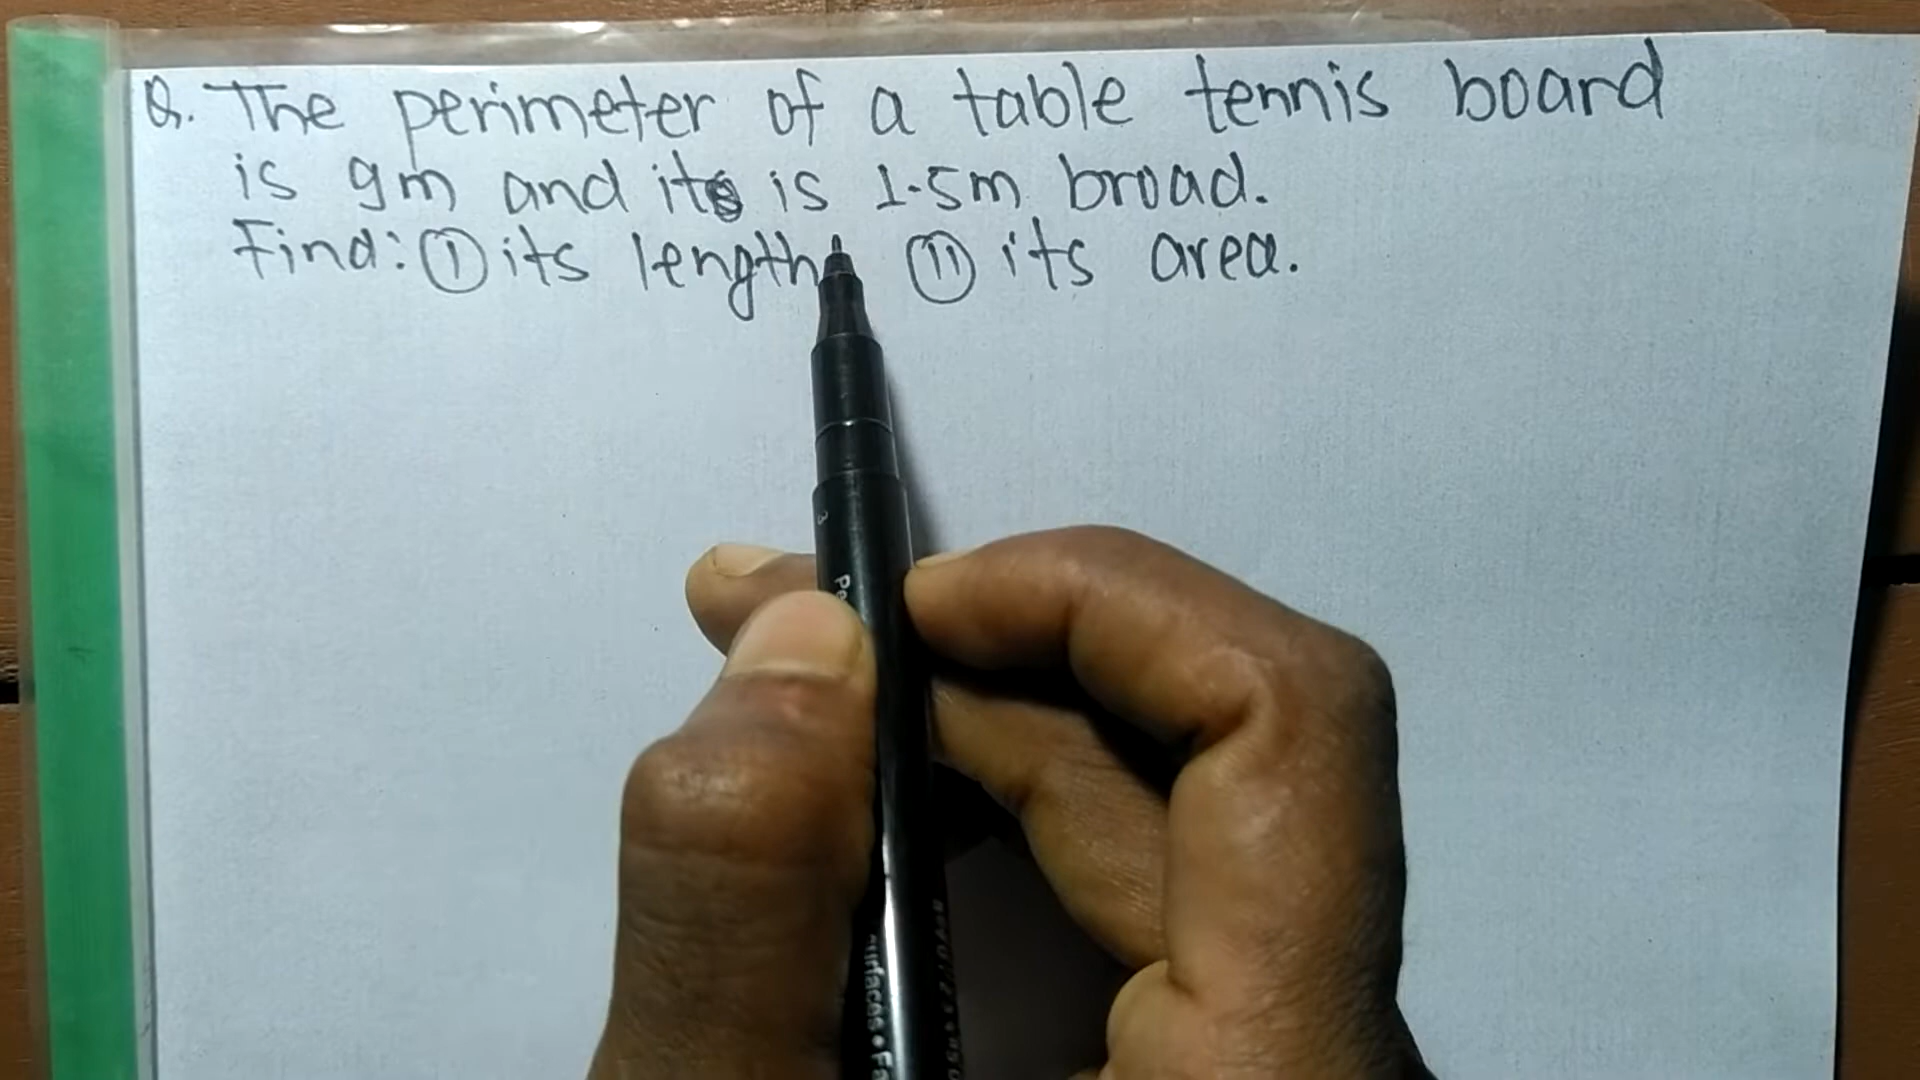 Q. The perimeter of a table tennis board
is 9m and it is 1.5m broad.
Find: (i) its length (ii) its area.